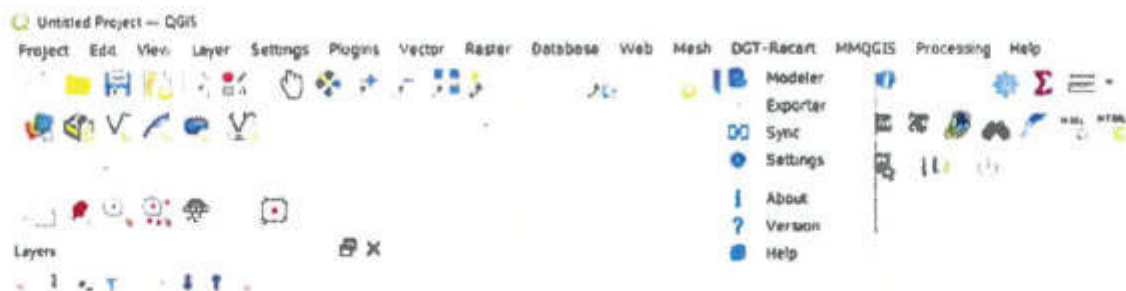 Untitled Project — QGIS
Project Edit View Layer Settings Plugins Vector Raster Database Web Mesh DGT-Recart MMQGIS Processing Help
Modeler
Exporter
Sync
Settings
About
Version
Help
Layers